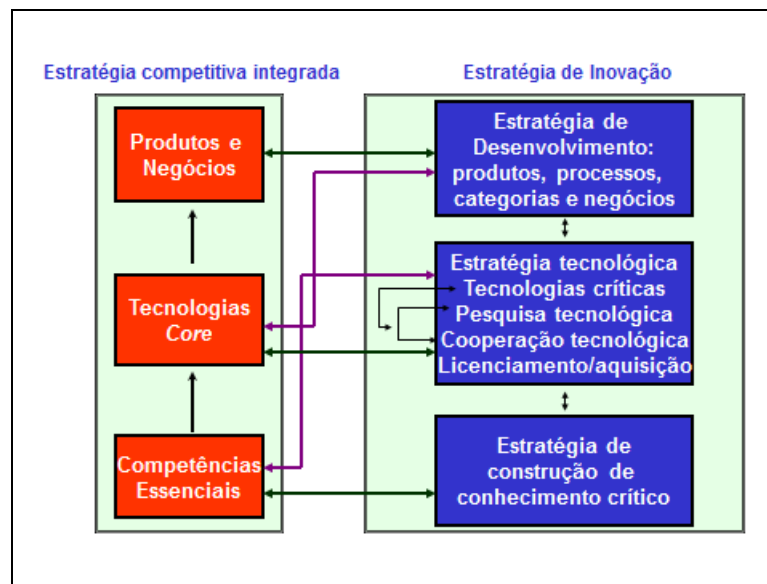 Estratégia competitiva integrada
Produtos e
Negócios
Tecnologias
Core
Competências
Essenciais
Estratégia de Inovação
Estratégia de
Desenvolvimento:
produtos, processos,
categorias e negócios
Estratégia tecnológica
Tecnologias críticas
Pesquisa tecnológica
Cooperação tecnológica
Licenciamento/aquisição
Estratégia de
construção de
conhecimento crítico